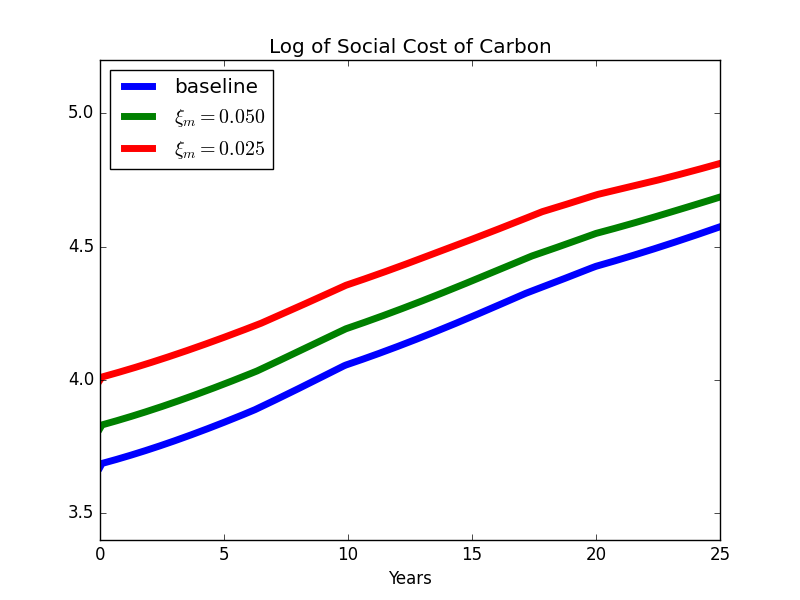 Log of Social Cost of Carbon
baseline
ξm = 0.050
ξm = 0.025
5.0
4.5
4.0
3.5
0 5 10 15 20 25
Years